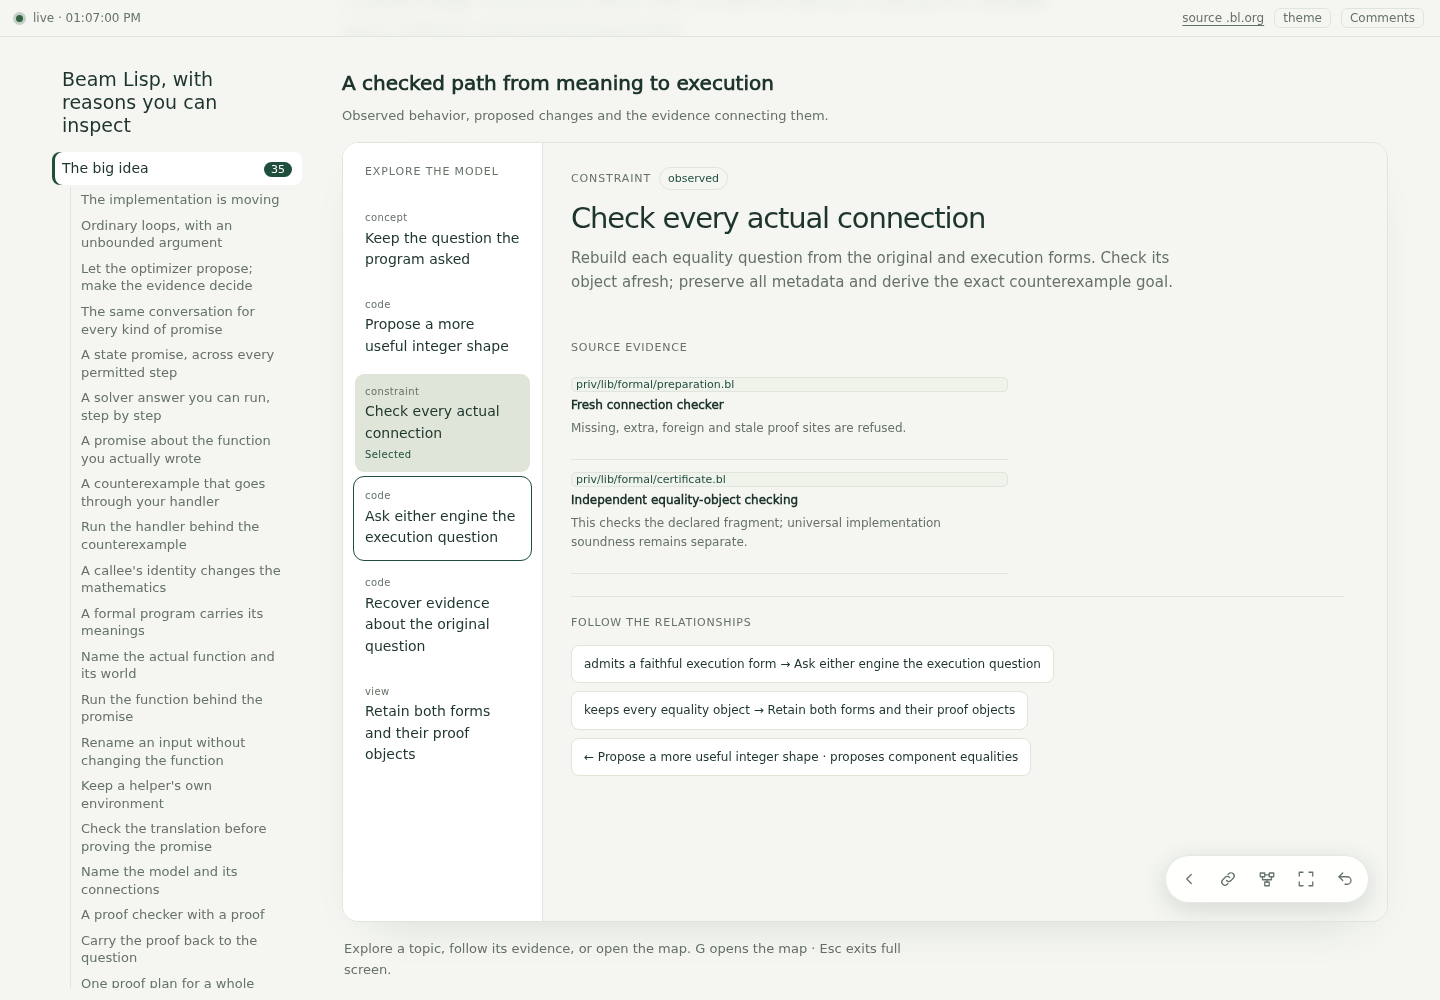 live · 01:07:00 PM
source .bl.org
theme
Comments
Beam Lisp, with
reasons you can
inspect
The big idea
35
The implementation is moving
Ordinary loops, with an
unbounded argument
Let the optimizer propose;
make the evidence decide
The same conversation for
every kind of promise
A state promise, across every
permitted step
A solver answer you can run,
step by step
A promise about the function
you actually wrote
A counterexample that goes
through your handler
Run the handler behind the
counterexample
A callee's identity changes the
mathematics
A formal program carries its
meanings
Name the actual function and
its world
Run the function behind the
promise
Rename an input without
changing the function
Keep a helper's own
environment
Check the translation before
proving the promise
Name the model and its
connections
A proof checker with a proof
Carry the proof back to the
question
One proof plan for a whole
A checked path from meaning to execution
Observed behavior, proposed changes and the evidence connecting them.
EXPLORE THE MODEL
concept
Keep the question the
program asked
code
Propose a more
useful integer shape
constraint
Check every actual
connection
Selected
code
Ask either engine the
execution question
code
Recover evidence
about the original
question
view
Retain both forms
and their proof
objects
CONSTRAINT
observed
Check every actual connection
Rebuild each equality question from the original and execution forms. Check its
object afresh; preserve all metadata and derive the exact counterexample goal.
SOURCE EVIDENCE
priv/lib/formal/preparation.bl
Fresh connection checker
Missing, extra, foreign and stale proof sites are refused.
priv/lib/formal/certificate.bl
Independent equality-object checking
This checks the declared fragment; universal implementation
soundness remains separate.
FOLLOW THE RELATIONSHIPS
admits a faithful execution form → Ask either engine the execution question
keeps every equality object → Retain both forms and their proof objects
← Propose a more useful integer shape · proposes component equalities
Explore a topic, follow its evidence, or open the map. G opens the map · Esc exits full
screen.